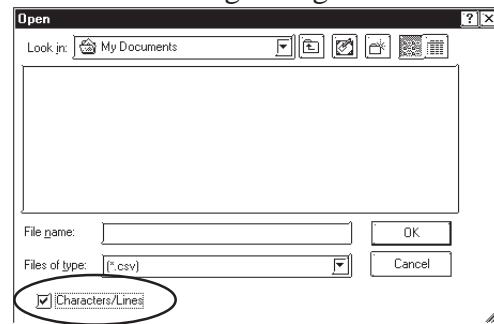 Open
Look in: My Documents
File name:
OK
Files of type: (*.csv)
Cancel
Characters/Lines